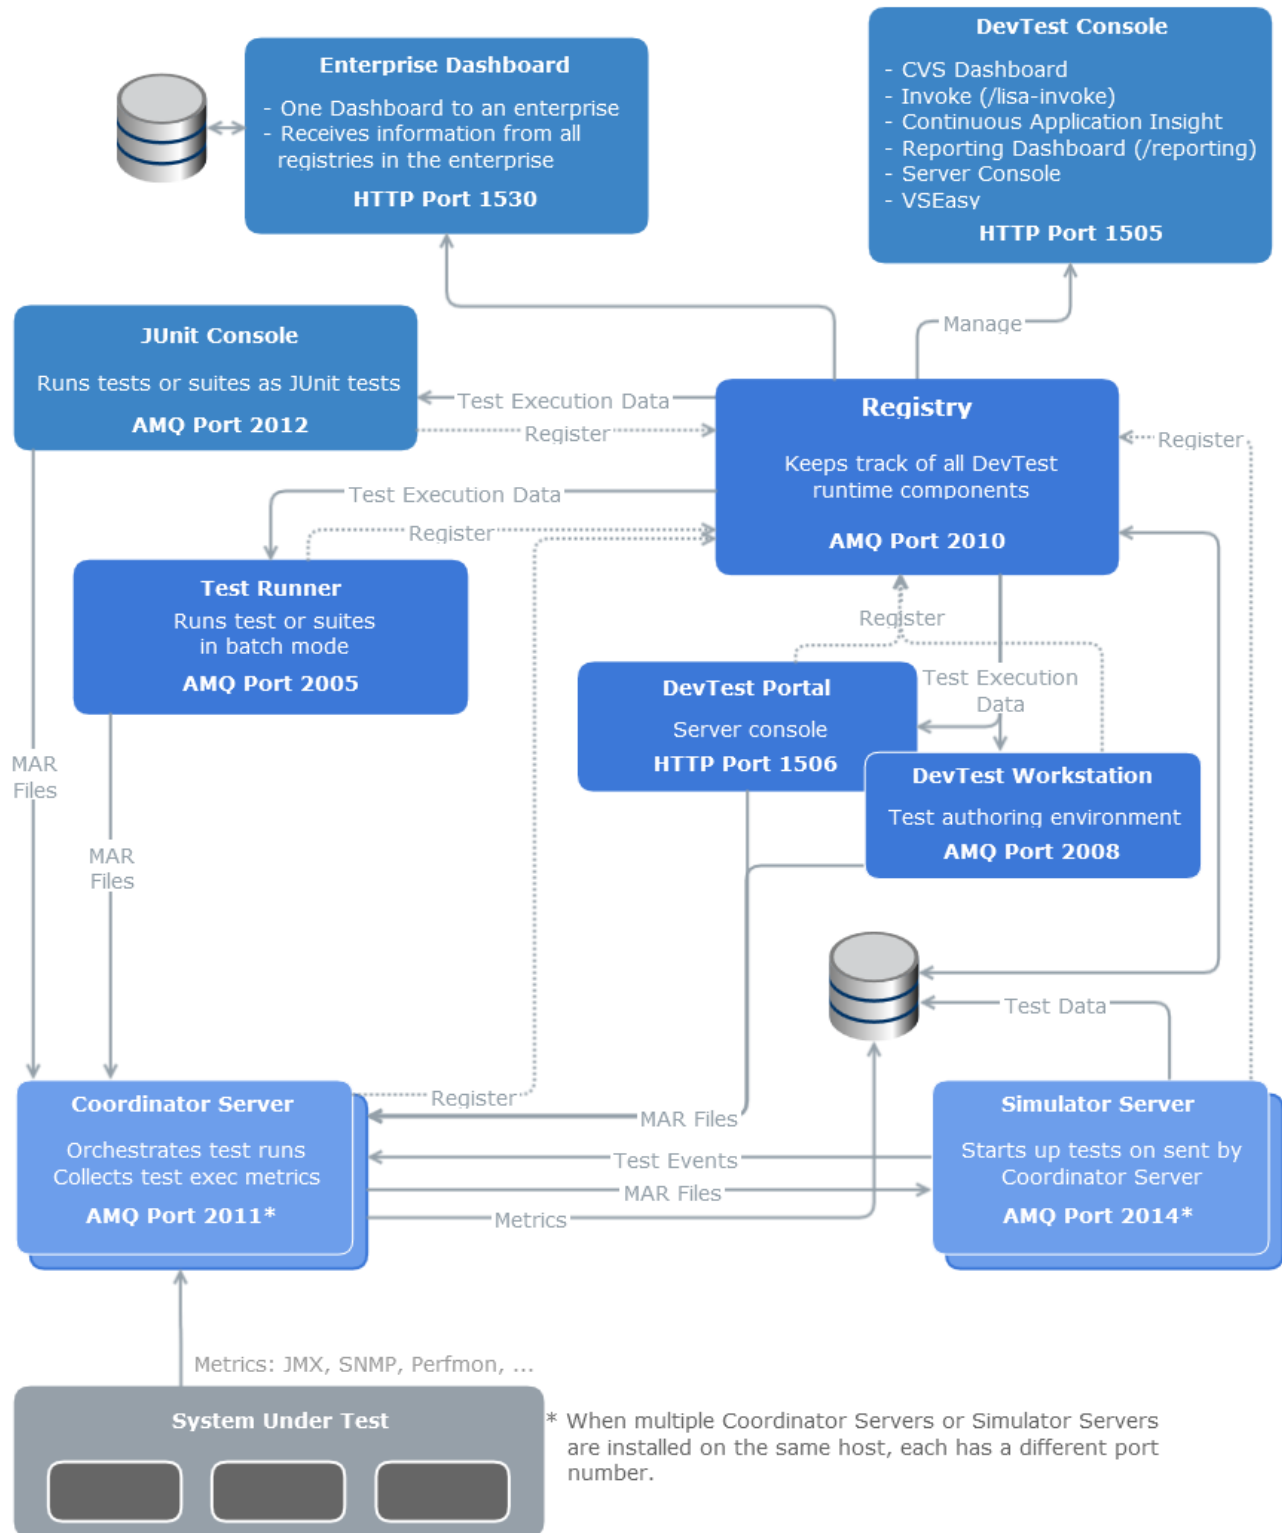 Enterprise Dashboard
- One Dashboard to an enterprise
- Receives information from all
registries in the enterprise
HTTP Port 1530
DevTest Console
- CVS Dashboard
- Invoke (/lisa-invoke)
- Continuous Application Insight
- Reporting Dashboard (/reporting)
- Server Console
- VSEasy
HTTP Port 1505
Manage
JUnit Console
Runs tests or suites as JUnit tests
AMQ Port 2012
Test Execution Data
Register
Registry
Keeps track of all DevTest
runtime components
AMQ Port 2010
Register
Test Execution Data
Register
Test Runner
Runs test or suites
in batch mode
AMQ Port 2005
Register
DevTest Portal
Server console
HTTP Port 1506
Test Execution
Data
DevTest Workstation
Test authoring environment
AMQ Port 2008
MAR
Files
MAR
Files
Test Data
Coordinator Server
Orchestrates test runs
Collects test exec metrics
AMQ Port 2011*
Register
MAR Files
Test Events
MAR Files
Metrics
Simulator Server
Starts up tests on sent by
Coordinator Server
AMQ Port 2014*
Metrics: JMX, SNMP, Perfmon, ...
System Under Test
* When multiple Coordinator Servers or Simulator Servers
are installed on the same host, each has a different port
number.